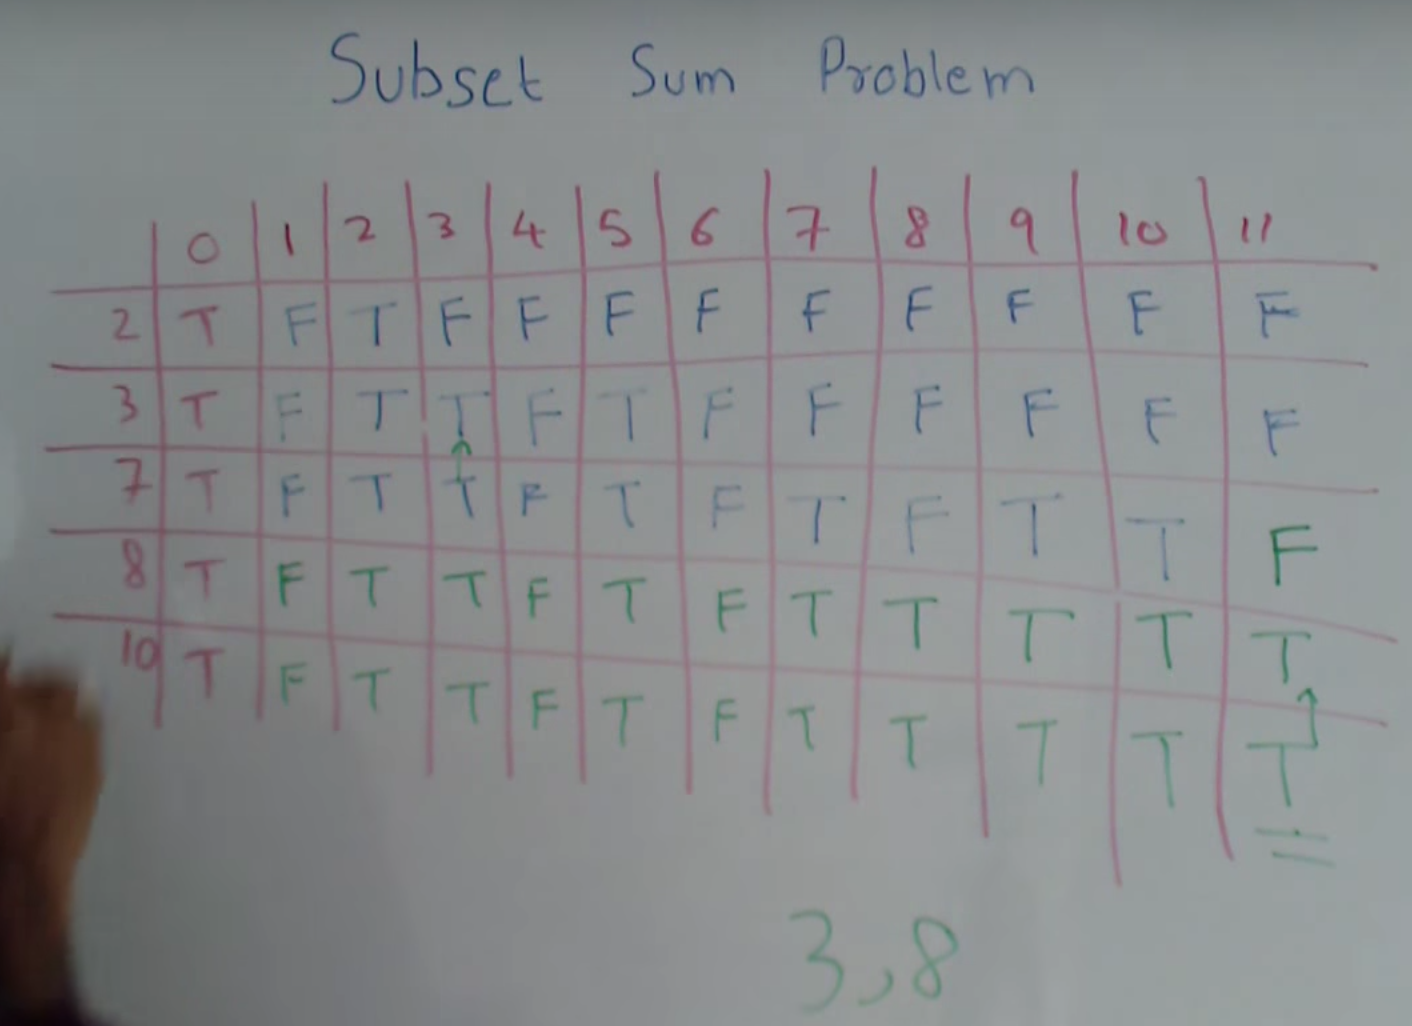 Subset Sum Problem
0 1 2 3 4 5 6 7 8 9 10 11
2 T F T F F F F F F F F F
3 T F T T F T F F F F F F
7 T F T T F T F T F T T F
8 T F T T F T F T T T T T
10 T F T T F T F T T T T T
3,8